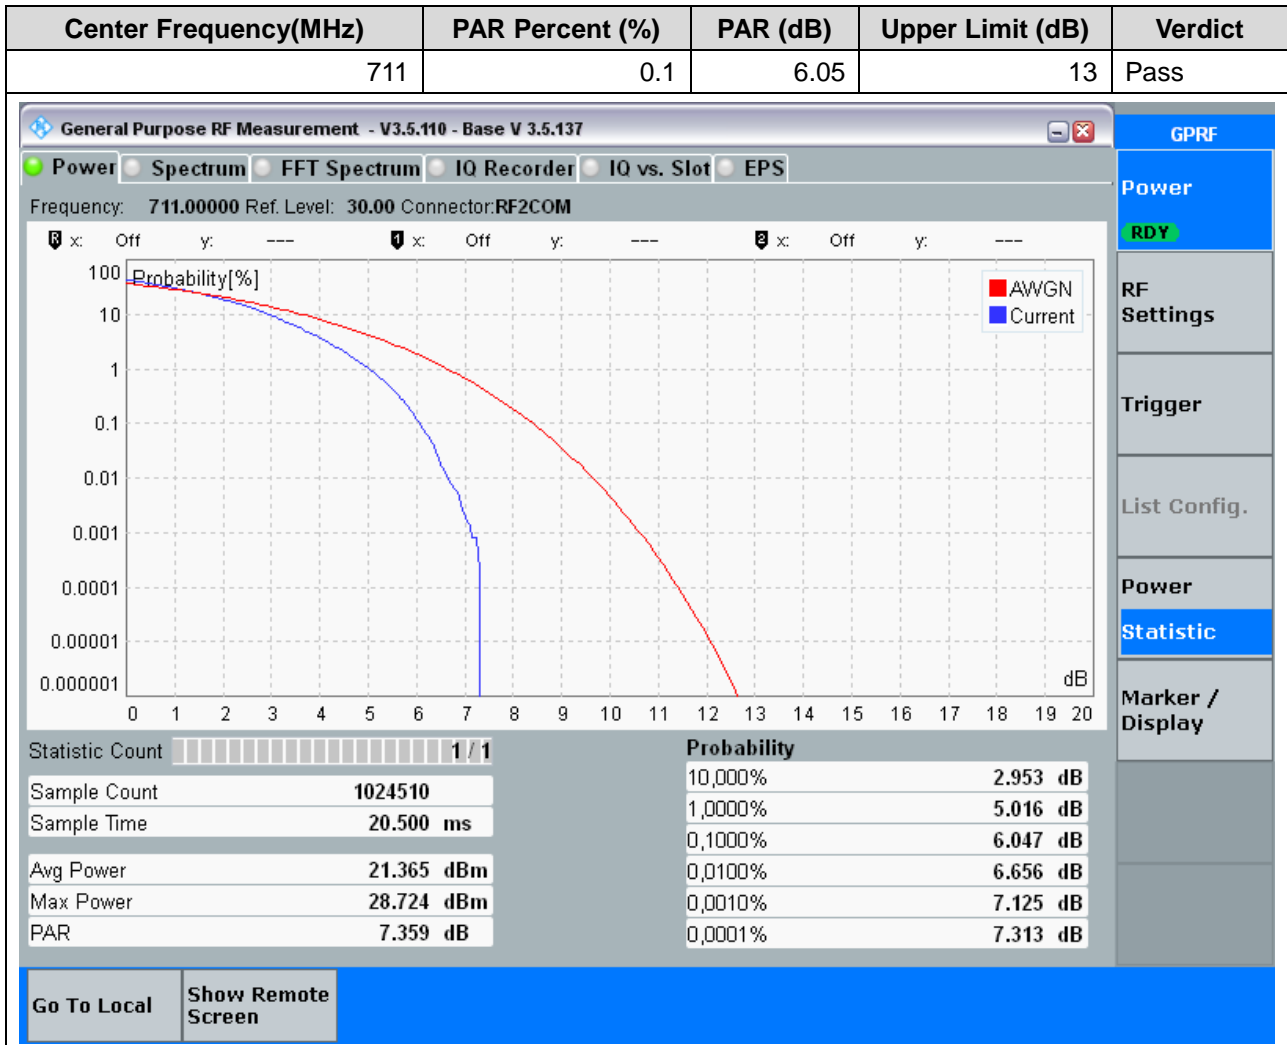 Center Frequency(MHz) PAR Percent (%) PAR (dB) Upper Limit (dB) Verdict
711 0.1 6.05 13 Pass
General Purpose RF Measurement - V3.5.110 - Base V 3.5.137
GPRF
Power Spectrum FFT Spectrum IQ Recorder IQ vs. Slot EPS
Frequency: 711.00000 Ref. Level: 30.00 Connector:RF2COM
R x: Off y: --- 1 x: Off y: --- 2 x: Off y: ---
Probability[%]
AWGN
Current
100
10
1
0.1
0.01
0.001
0.0001
0.00001
0.000001
dB
0 1 2 3 4 5 6 7 8 9 10 11 12 13 14 15 16 17 18 19 20
Statistic Count 1 / 1
Sample Count 1024510
Sample Time 20.500 ms
Avg Power 21.365 dBm
Max Power 28.724 dBm
PAR 7.359 dB
Probability
10,000% 2.953 dB
1,0000% 5.016 dB
0,1000% 6.047 dB
0,0100% 6.656 dB
0,0010% 7.125 dB
0,0001% 7.313 dB
Power
RDY
RF
Settings
Trigger
List Config.
Power
Statistic
Marker /
Display
Go To Local
Show Remote
Screen